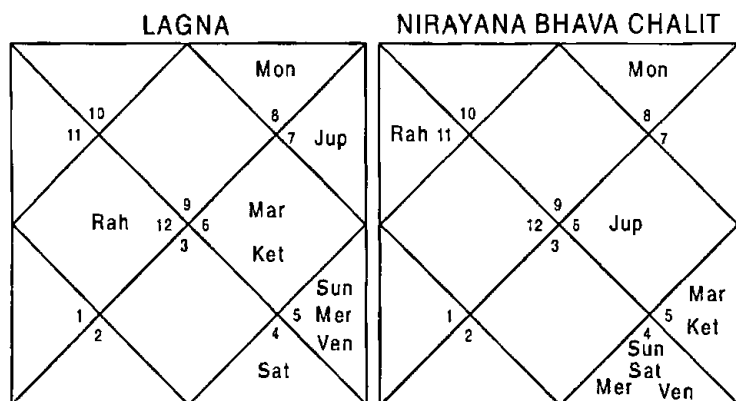 LAGNA
Mon
10
8
11
7
Jup
9
Rah
12
6
Mar
3
Ket
Sun
1
5
Mer
2
4
Ven
Sat
NIRAYANA BHAVA CHALIT
Mon
10
8
Rah 11
7
9
12
6
Jup
3
Mar
1
5
Ket
2
4
Sun
Sat
Mer
Ven